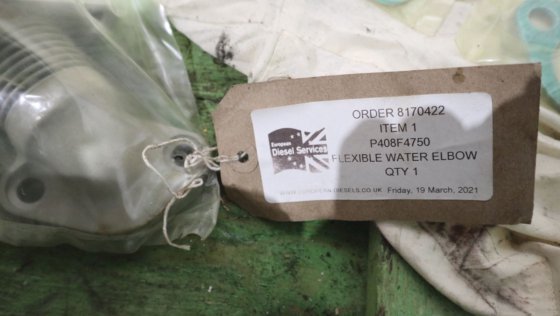 ORDER 8170422
ITEM 1
P408F4750
FLEXIBLE WATER ELBOW
QTY 1
European
Diesel Services
WWW.EUROPEAN-DIESELS.CO.UK Friday, 19 March, 2021